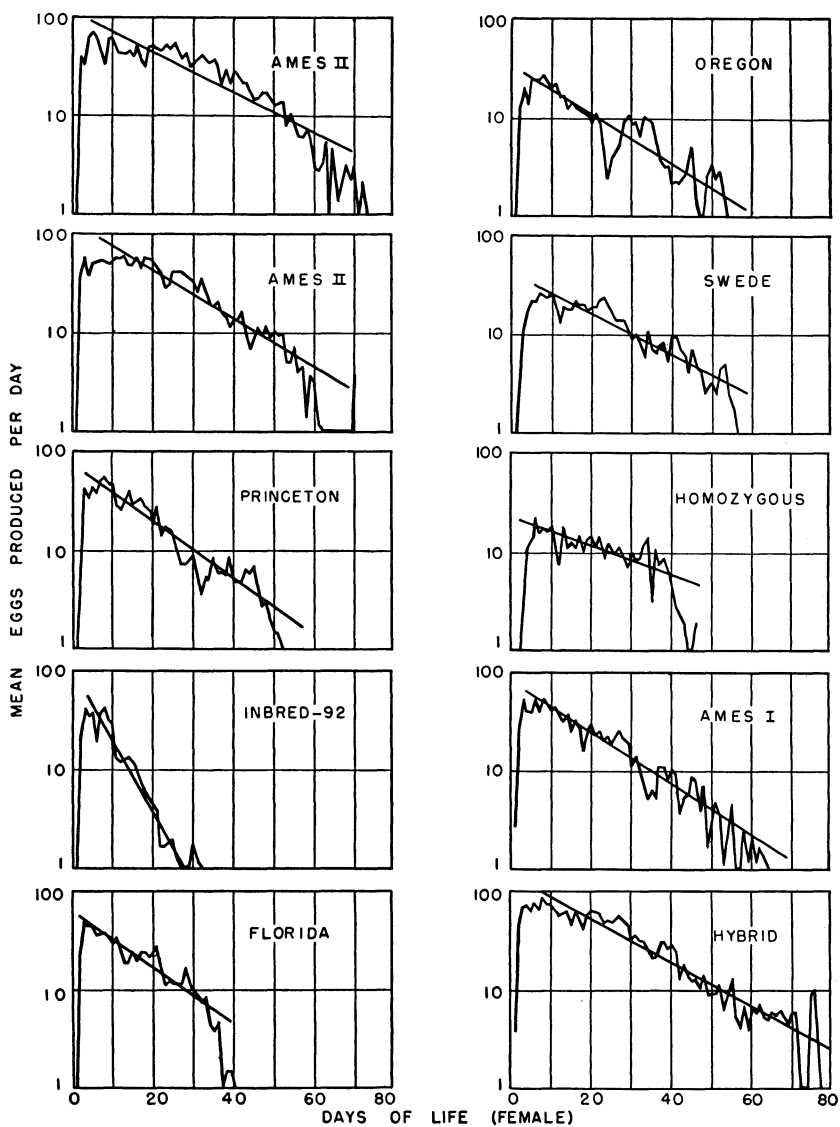 MEAN EGGS PRODUCED PER DAY
100
10
1
AMES II
100
10
1
AMES II
100
10
1
PRINCETON
100
10
1
INBRED-92
100
10
1
FLORIDA
0 20 40 60 80
100
10
1
OREGON
100
10
1
SWEDE
100
10
1
HOMOZYGOUS
100
10
1
AMES I
100
10
1
HYBRID
0 20 40 60 80
DAYS OF LIFE (FEMALE)